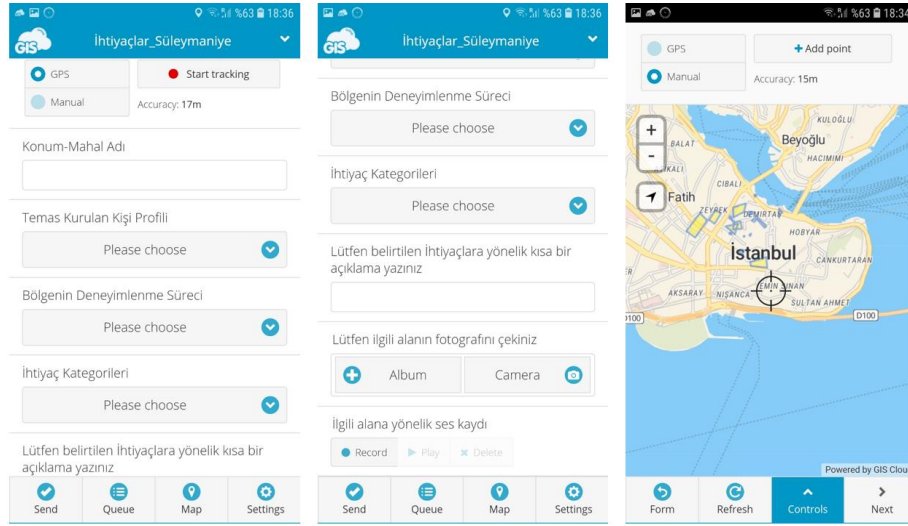 %63 18:36
GIS
İhtiyaçlar_Süleymaniye
GPS
Start tracking
Manual
Accuracy: 17m
Konum-Mahal Adı
Temas Kurulan Kişi Profili
Please choose
Bölgenin Deneyimlenme Süreci
Please choose
İhtiyaç Kategorileri
Please choose
Lütfen belirtilen İhtiyaçlara yönelik kısa bir
açıklama yazınız
Send
Queue
Map
Settings
%63 18:36
GIS
İhtiyaçlar_Süleymaniye
Bölgenin Deneyimlenme Süreci
Please choose
İhtiyaç Kategorileri
Please choose
Lütfen belirtilen İhtiyaçlara yönelik kısa bir
açıklama yazınız
Lütfen ilgili alanın fotografını çekiniz
Album
Camera
İlgili alana yönelik ses kaydı
Record
Play
Delete
Send
Queue
Map
Settings
%63 18:34
GPS
+ Add point
Manual
Accuracy: 15m
+
-
KULOĞLU
BALAT
Beyoğlu
HACIMIMI
CIBALI
Fatih
ZEYREK
DEMIRTAŞ
HOBYAR
İstanbul
CANKURTARAN
EMIN SINAN
AKSARAY
NIŞANCA
SULTAN AHMET
D100
D100
Powered by GIS Clou
Form
Refresh
Controls
Next